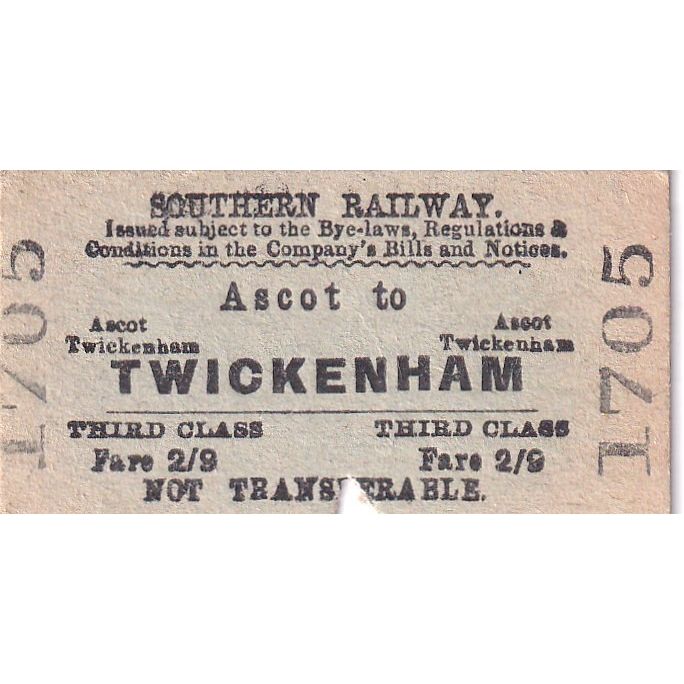 SOUTHERN RAILWAY.
Issued subject to the Bye-laws, Regulations &
Conditions in the Company's Bills and Notices.
Ascot to
Ascot Ascot
Twickenham Twickenham
TWICKENHAM
THIRD CLASS THIRD CLASS
Fare 2/9 Fare 2/9
NOT TRANSFERABLE.
1705
1705